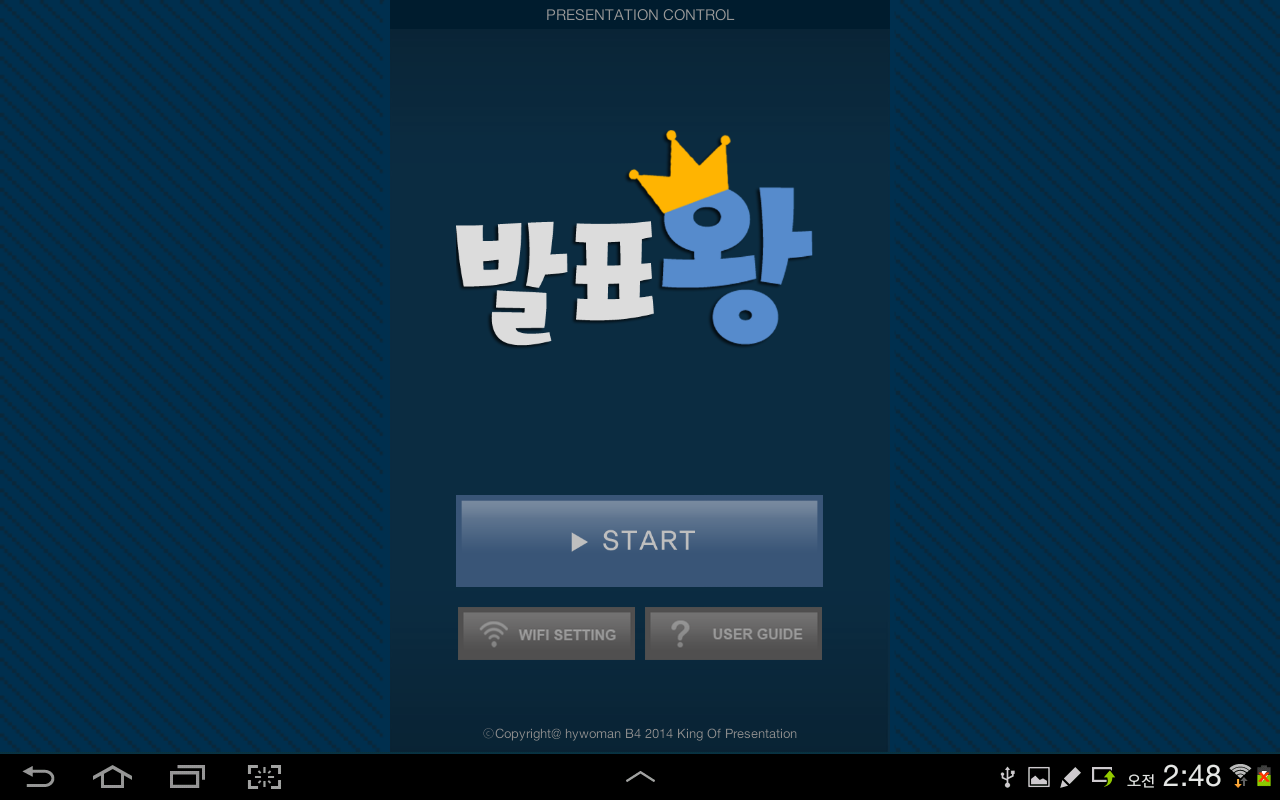 PRESENTATION CONTROL
발표왕
START
WIFI SETTING
USER GUIDE
ⓒCopyright@ hywoman B4 2014 King Of Presentation
오전 2:48